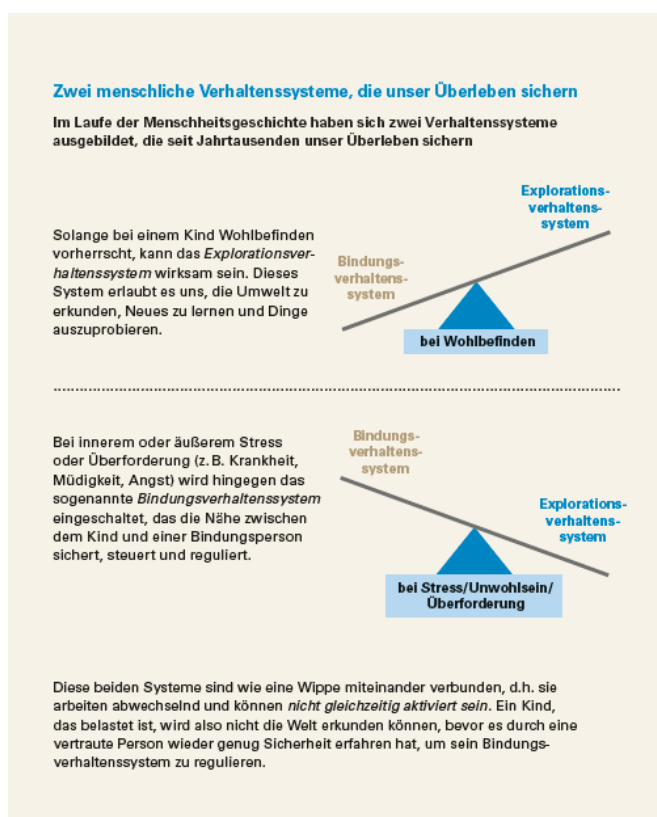 Zwei menschliche Verhaltenssysteme, die unser Überleben sichern
Im Laufe der Menschheitsgeschichte haben sich zwei Verhaltenssysteme
ausgebildet, die seit Jahrtausenden unser Überleben sichern
Solange bei einem Kind Wohlbefinden
vorherrscht, kann das Explorationsver-
haltenssystem wirksam sein. Dieses
System erlaubt es uns, die Umwelt zu
erkunden, Neues zu lernen und Dinge
auszuprobieren.
Bindungs-
verhaltens-
system
Explorations-
verhaltens-
system
bei Wohlbefinden
Bei innerem oder äußerem Stress
oder Überforderung (z. B. Krankheit,
Müdigkeit, Angst) wird hingegen das
sogenannte Bindungsverhaltenssystem
eingeschaltet, das die Nähe zwischen
dem Kind und einer Bindungsperson
sichert, steuert und reguliert.
Bindungs-
verhaltens-
system
Explorations-
verhaltens-
system
bei Stress/Unwohlsein/
Überforderung
Diese beiden Systeme sind wie eine Wippe miteinander verbunden, d.h. sie
arbeiten abwechselnd und können nicht gleichzeitig aktiviert sein. Ein Kind,
das belastet ist, wird also nicht die Welt erkunden können, bevor es durch eine
vertraute Person wieder genug Sicherheit erfahren hat, um sein Bindungs-
verhaltenssystem zu regulieren.